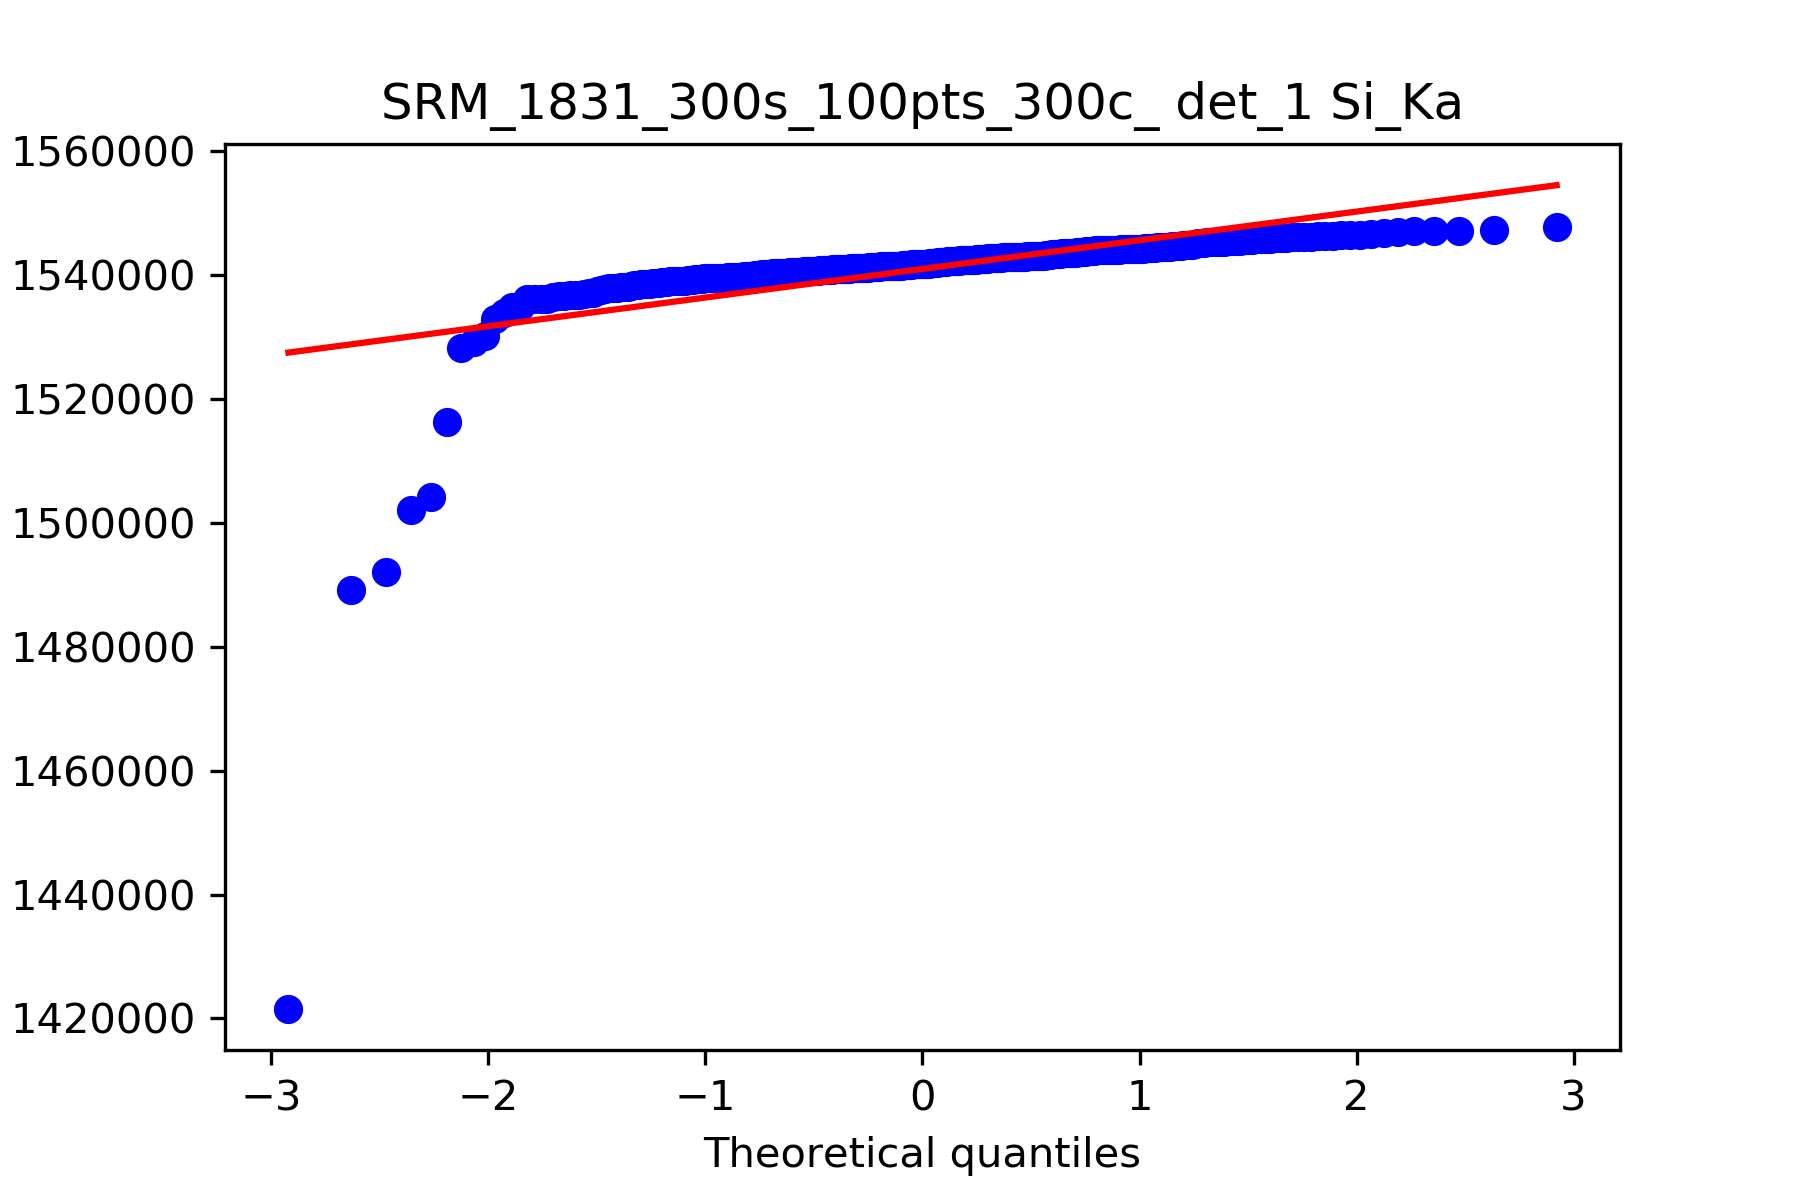 SRM_1831_300s_100pts_300c_ det_1 Si_Ka
1560000
1540000
1520000
1500000
1480000
1460000
1440000
1420000
−3 −2 −1 0 1 2 3
Theoretical quantiles